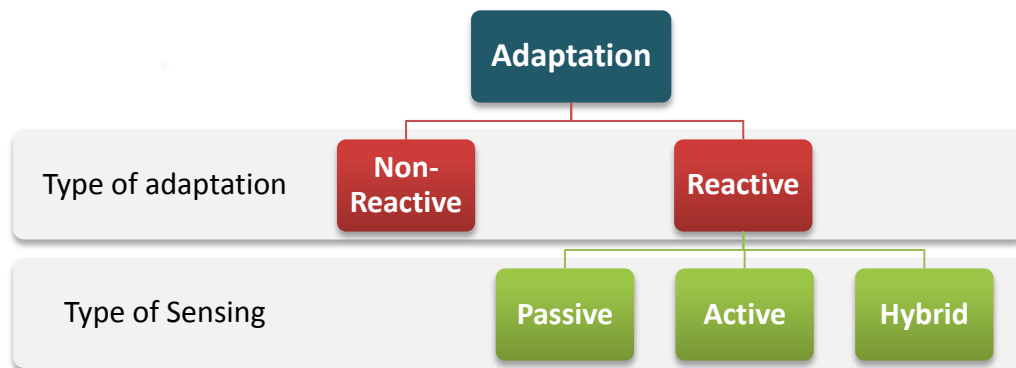 Adaptation
Type of adaptation
Non-
Reactive
Reactive
Type of Sensing
Passive
Active
Hybrid